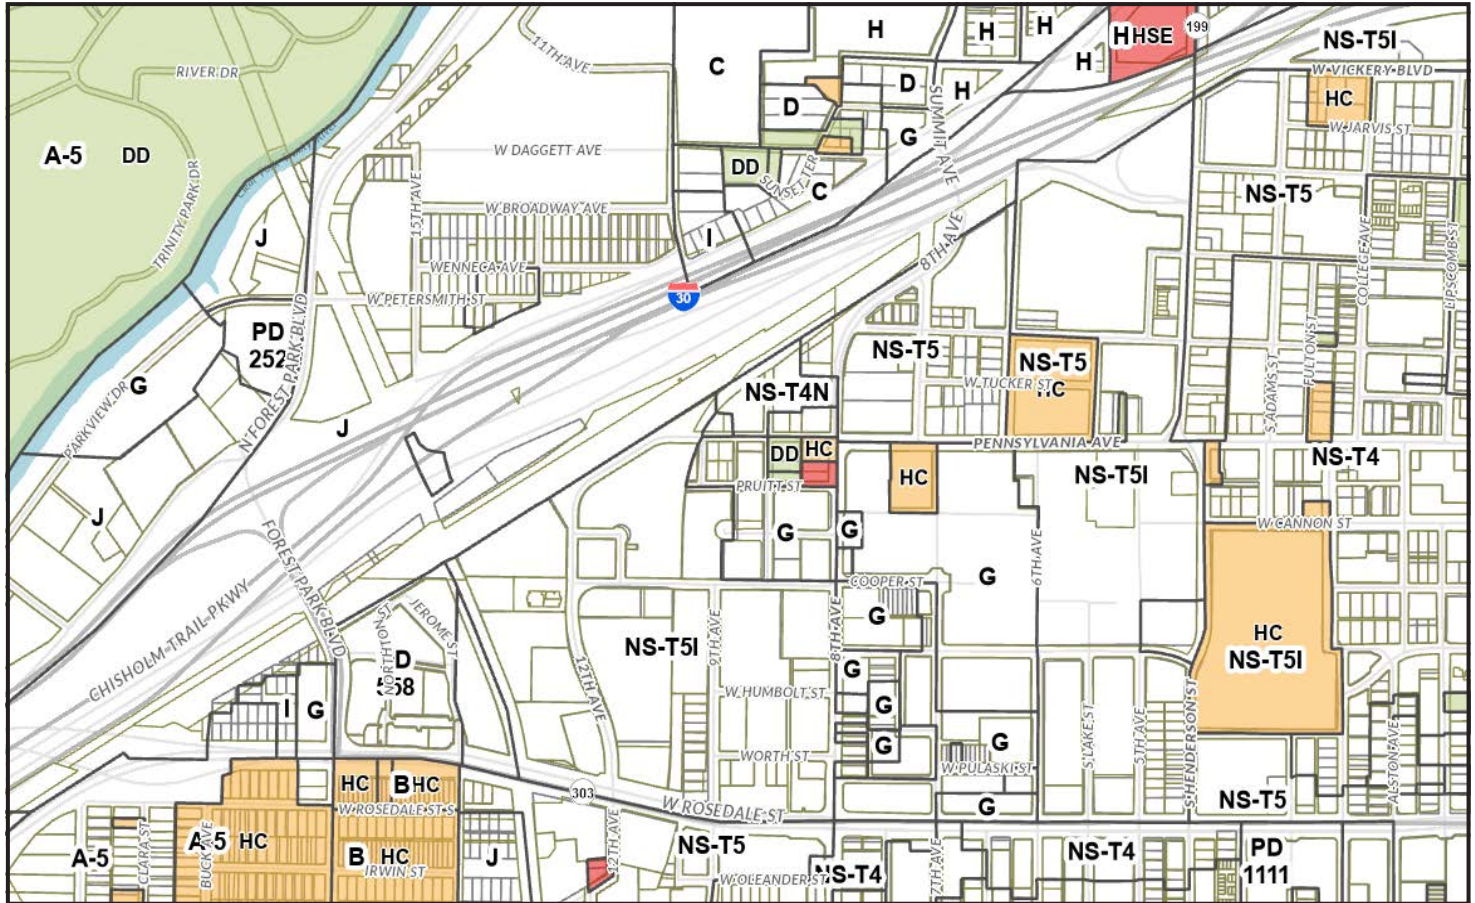 H
H
H
H HSE
199
NS-T5I
11TH AVE
C
H
W VICKERY BLVD
RIVER DR
D
H
HC
D
SUMMIT AVE
W JARVIS ST
A-5
DD
W DAGGETT AVE
G
TRINITY PARK DR
DD
SUNSET TER
C
NS-T5
15TH AVE
W BROADWAY AVE
COLLEGE AVE
LIPSCOMB ST
J
I
8TH AVE
WENNECA AVE
30
W PETERSMITH ST
PD
252
N FOREST PARK BLVD
NS-T5
NS-T5
HC
FULTON ST
G
PARKVIEW DR
NS-T4N
W TUCKER ST
S ADAMS ST
J
PENNSYLVANIA AVE
DD
HC
NS-T4
HC
NS-T5I
PRUITT ST
J
G
G
W CANNON ST
FOREST PARK BLVD
6TH AVE
COOPER ST
G
CHISHOLM TRAIL PKWY
NORTHTON ST
JEROME ST
G
9TH AVE
8TH AVE
NS-T5I
HC
NS-T5I
12TH AVE
G
W HUMBOLT ST
I
G
G
S LAKE ST
5TH AVE
S HENDERSON ST
G
G
WORTH ST
W PULASKI ST
ALSTON AVE
HC
B HC
303
W ROSEDALE ST S
W ROSEDALE ST
G
NS-T5
A-5
CLARA ST
BUCK AVE
A-5
HC
B
HC
IRWIN ST
J
12TH AVE
NS-T5
W OLEANDER ST
NS-T4
7TH AVE
NS-T4
PD
1111